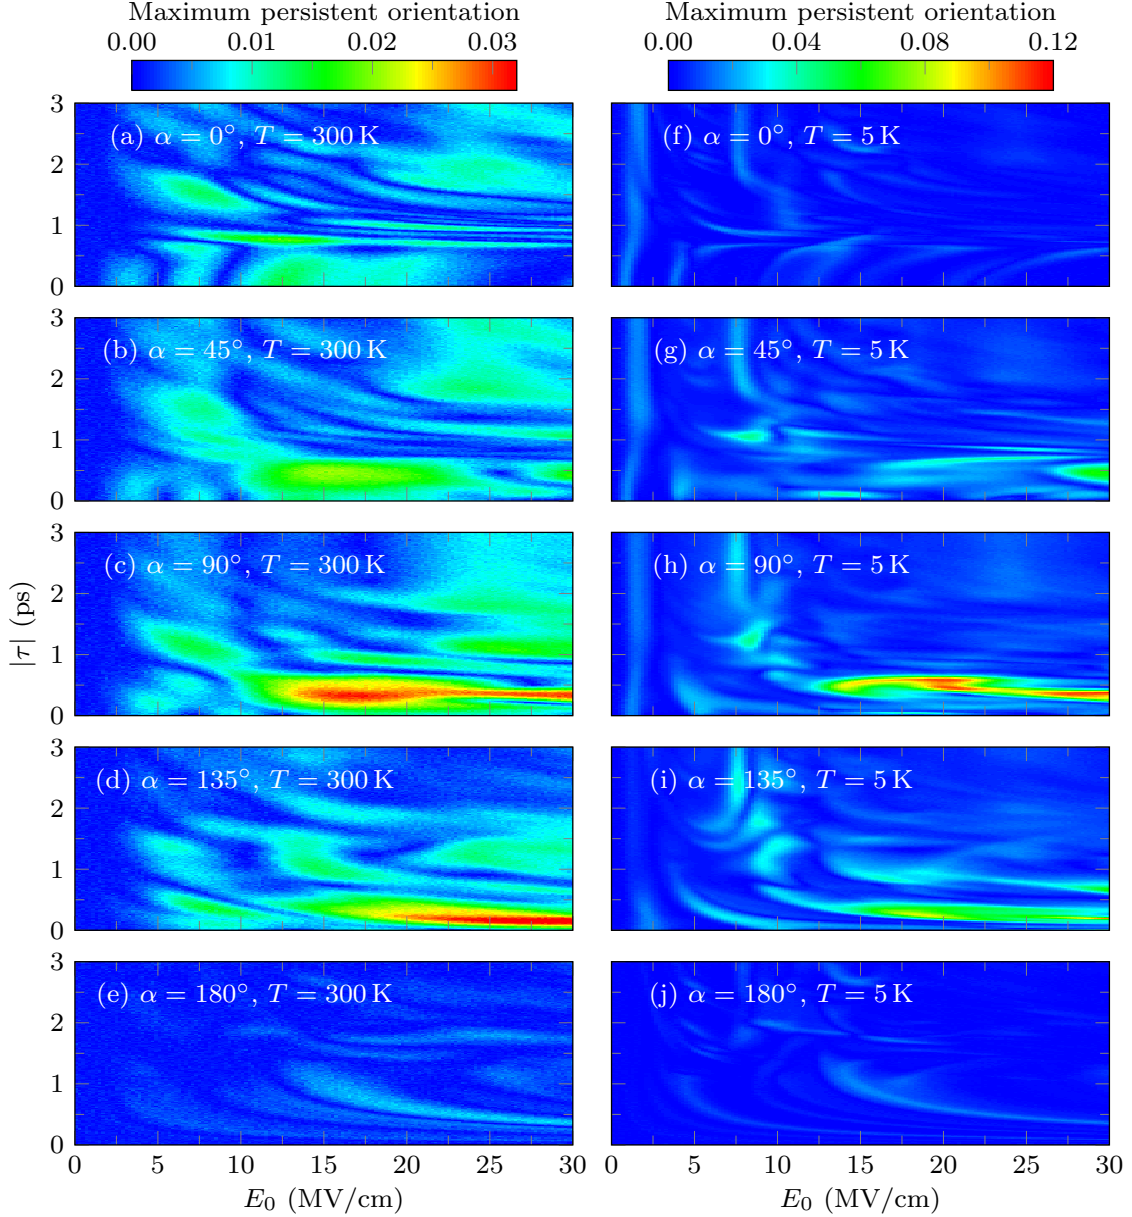 Maximum persistent orientation
0.00 0.01 0.02 0.03
Maximum persistent orientation
0.00 0.04 0.08 0.12
(a) α = 0°, T = 300 K
(f) α = 0°, T = 5 K
3
2
1
0
(b) α = 45°, T = 300 K
(g) α = 45°, T = 5 K
3
2
1
0
(c) α = 90°, T = 300 K
(h) α = 90°, T = 5 K
3
2
1
0
|τ| (ps)
(d) α = 135°, T = 300 K
(i) α = 135°, T = 5 K
3
2
1
0
(e) α = 180°, T = 300 K
(j) α = 180°, T = 5 K
3
2
1
0
0 5 10 15 20 25 30
0 5 10 15 20 25 30
E₀ (MV/cm)
E₀ (MV/cm)